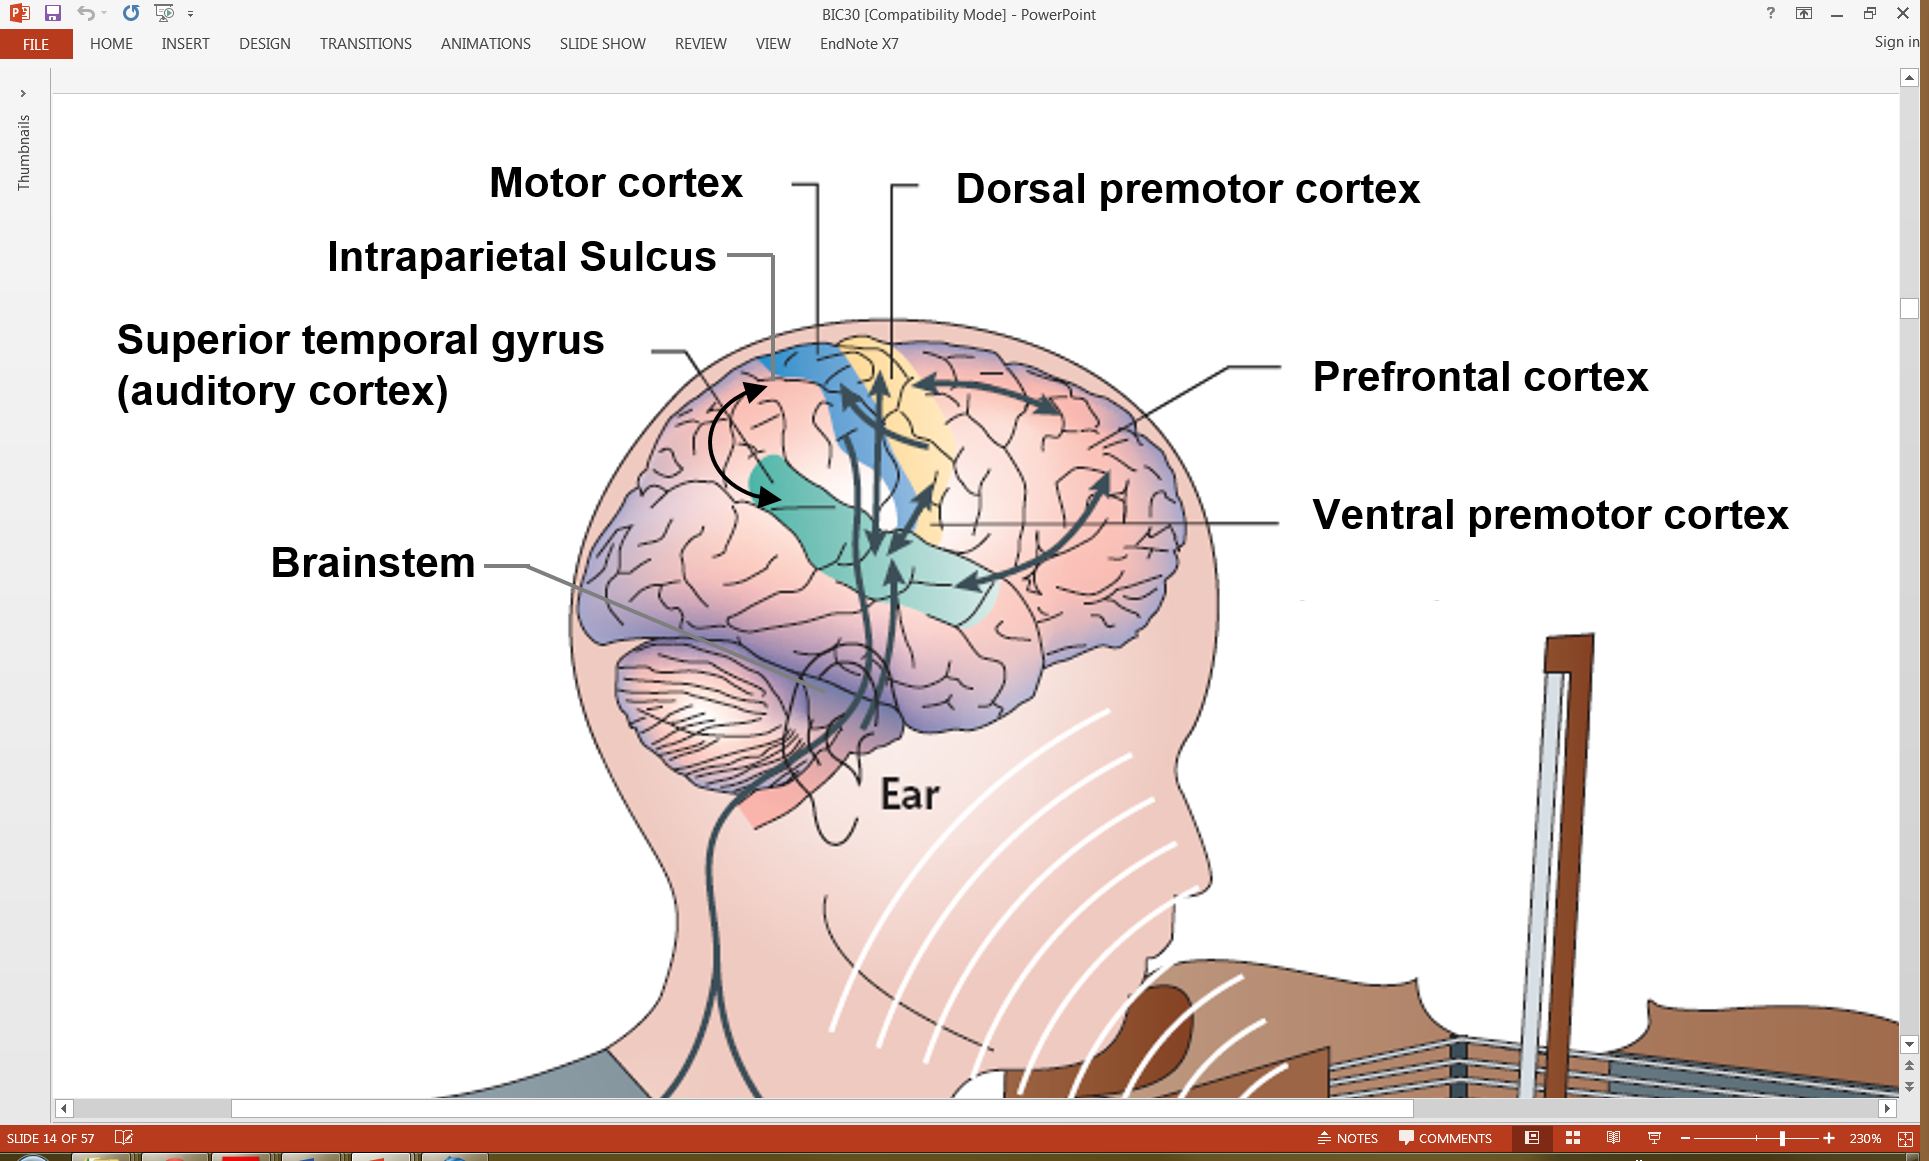 BIC30 [Compatibility Mode] - PowerPoint
?
FILE HOME INSERT DESIGN TRANSITIONS ANIMATIONS SLIDE SHOW REVIEW VIEW EndNote X7
Sign in
Thumbnails
Motor cortex
Dorsal premotor cortex
Intraparietal Sulcus
Superior temporal gyrus
(auditory cortex)
Prefrontal cortex
Ventral premotor cortex
Brainstem
Ear
SLIDE 14 OF 57 NOTES COMMENTS 230%